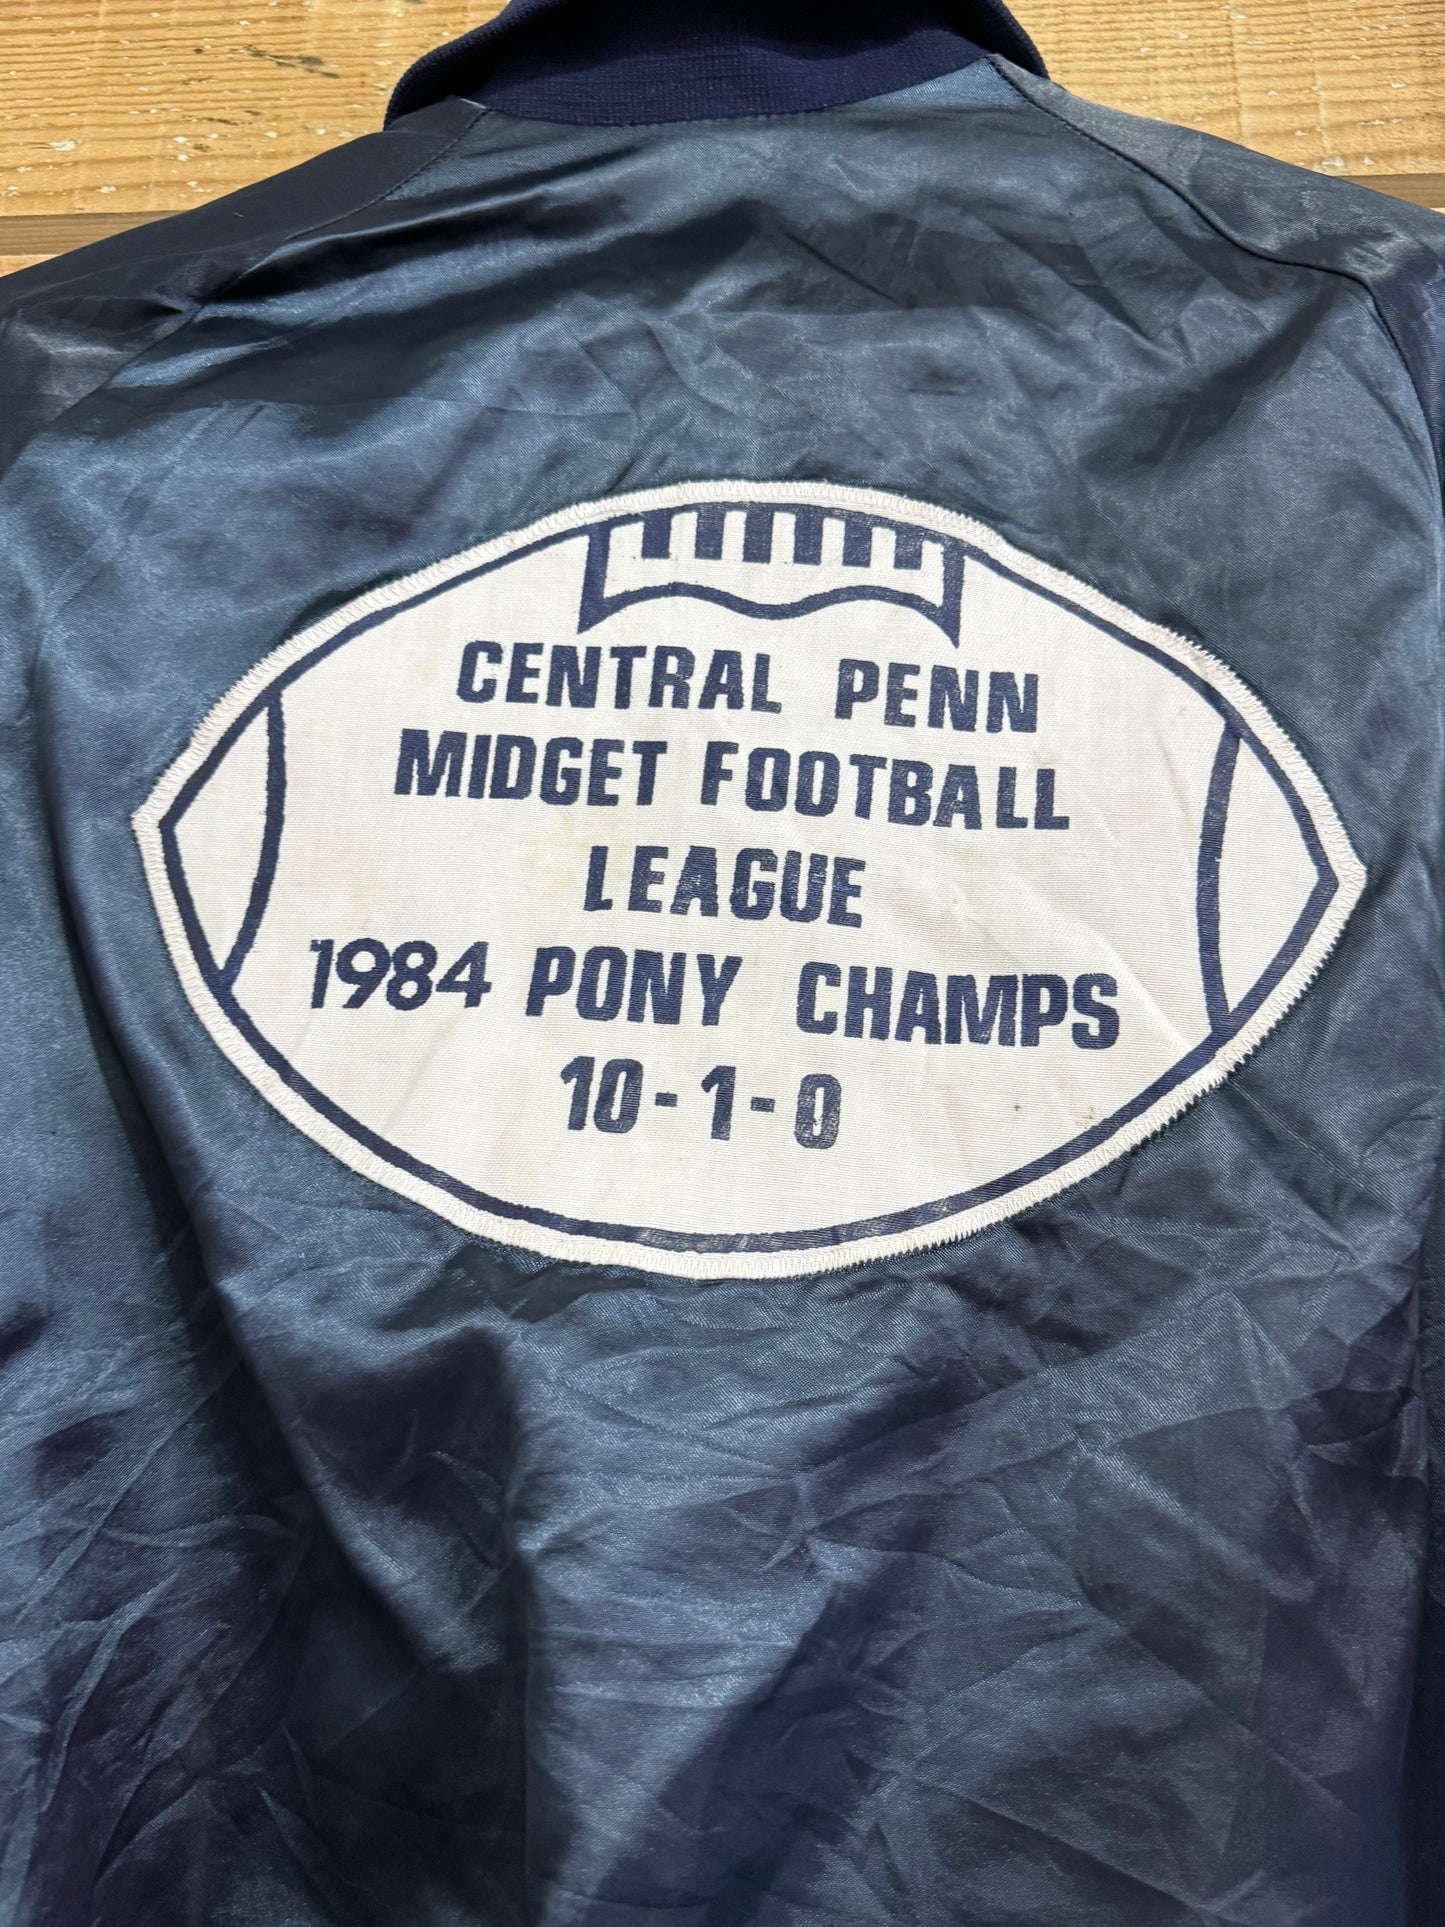 CENTRAL PENN
MIDGET FOOTBALL
LEAGUE
1984 PONY CHAMPS
10-1-0